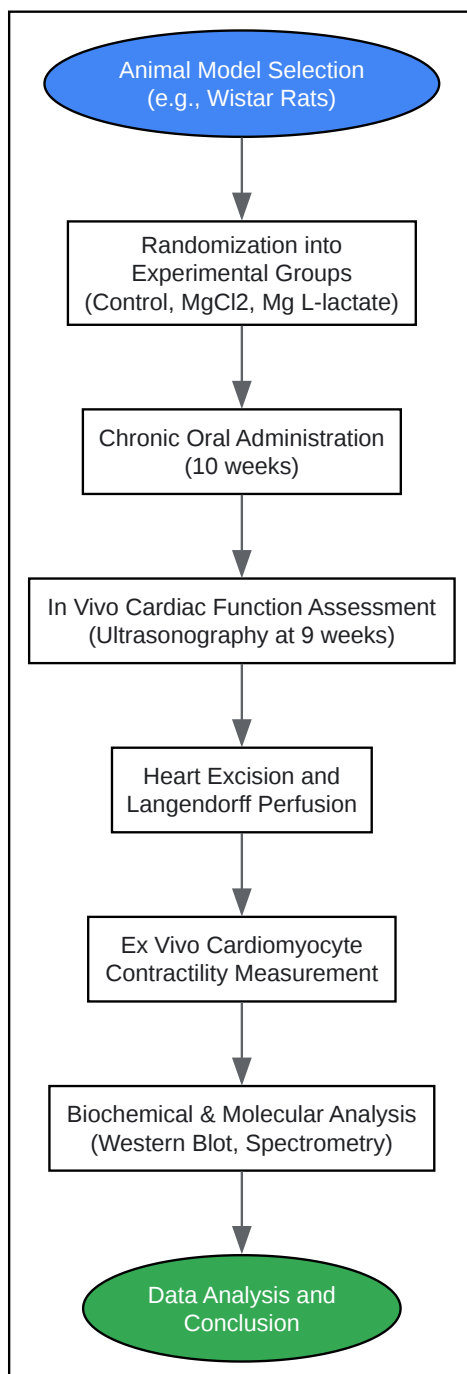 Animal Model Selection
(e.g., Wistar Rats)
Randomization into
Experimental Groups
(Control, MgCl2, Mg L-lactate)
Chronic Oral Administration
(10 weeks)
In Vivo Cardiac Function Assessment
(Ultrasonography at 9 weeks)
Heart Excision and
Langendorff Perfusion
Ex Vivo Cardiomyocyte
Contractility Measurement
Biochemical & Molecular Analysis
(Western Blot, Spectrometry)
Data Analysis and
Conclusion